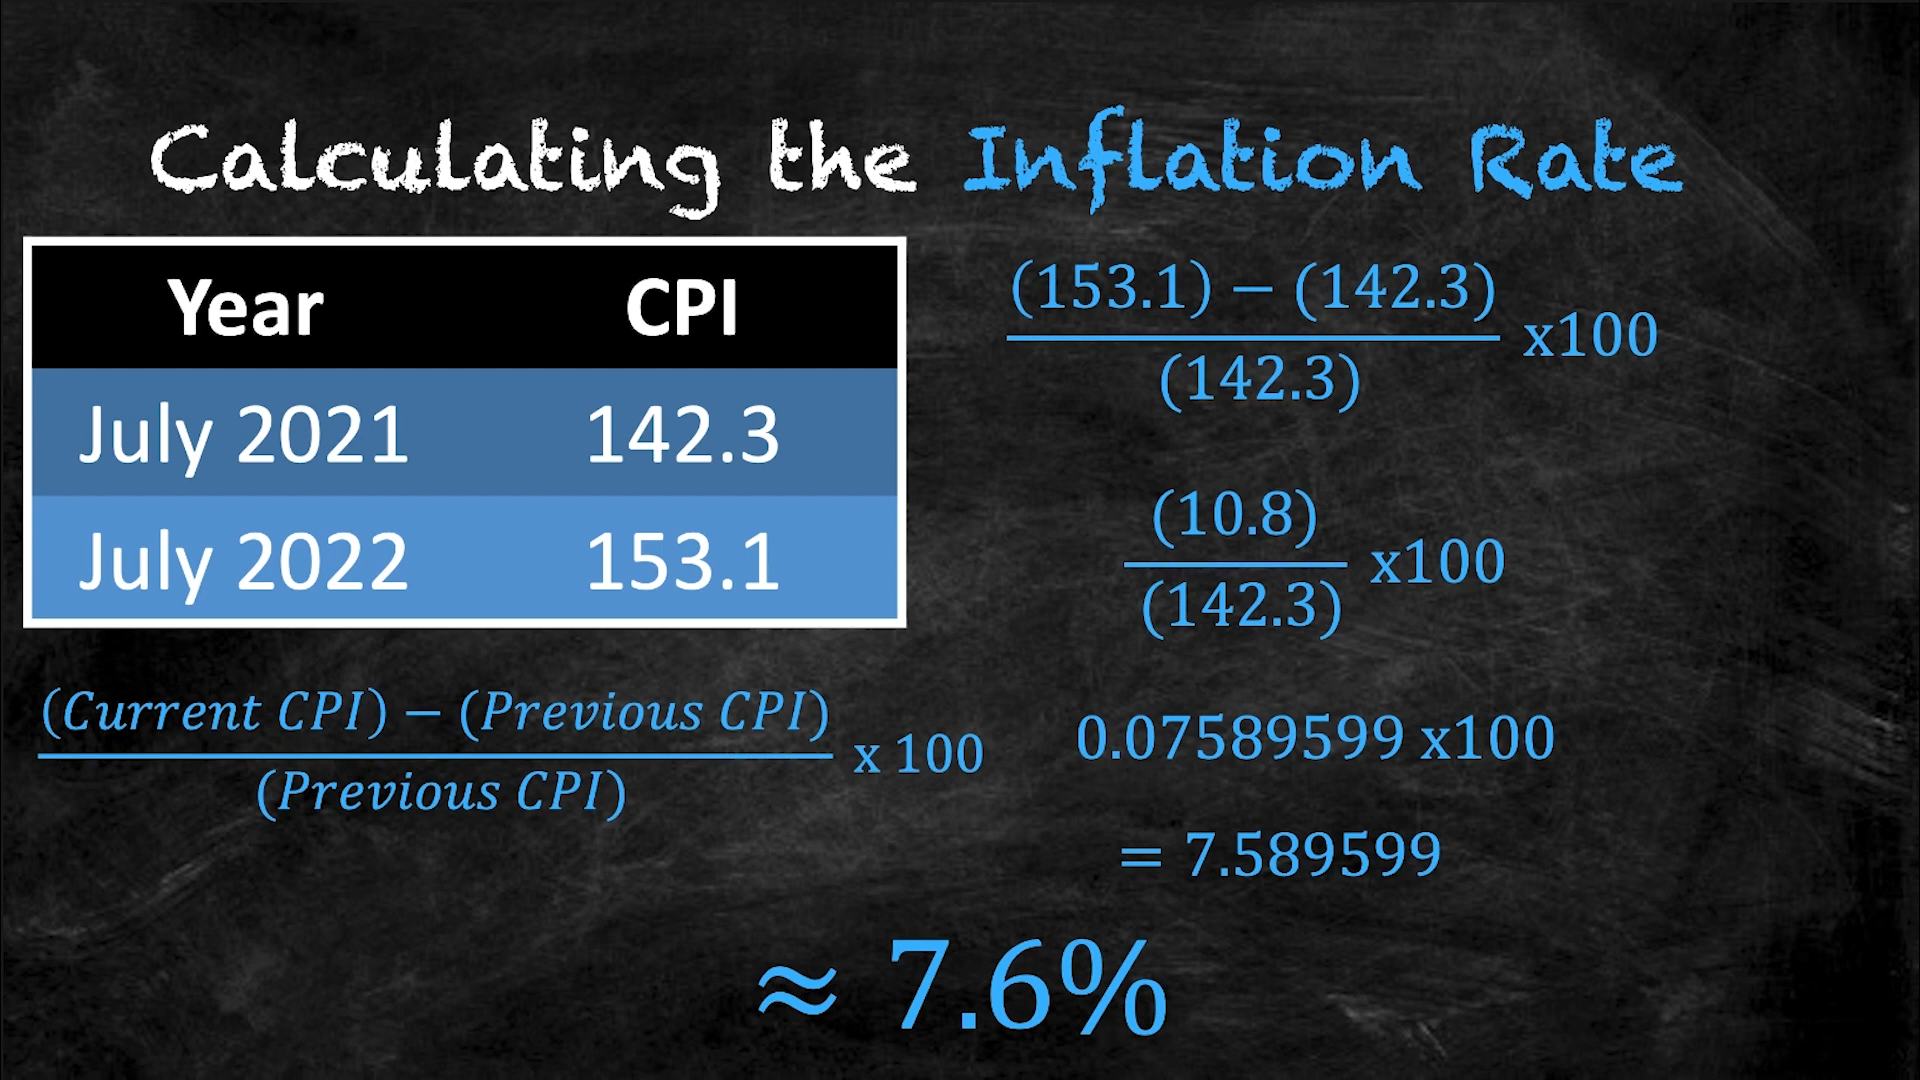 Calculating the Inflation Rate
Year CPI
July 2021 142.3
July 2022 153.1
(Current CPI) − (Previous CPI)
(Previous CPI)
x 100
(153.1) − (142.3)
(142.3)
x100
(10.8)
(142.3)
x100
0.07589599 x100
= 7.589599
≈ 7.6%